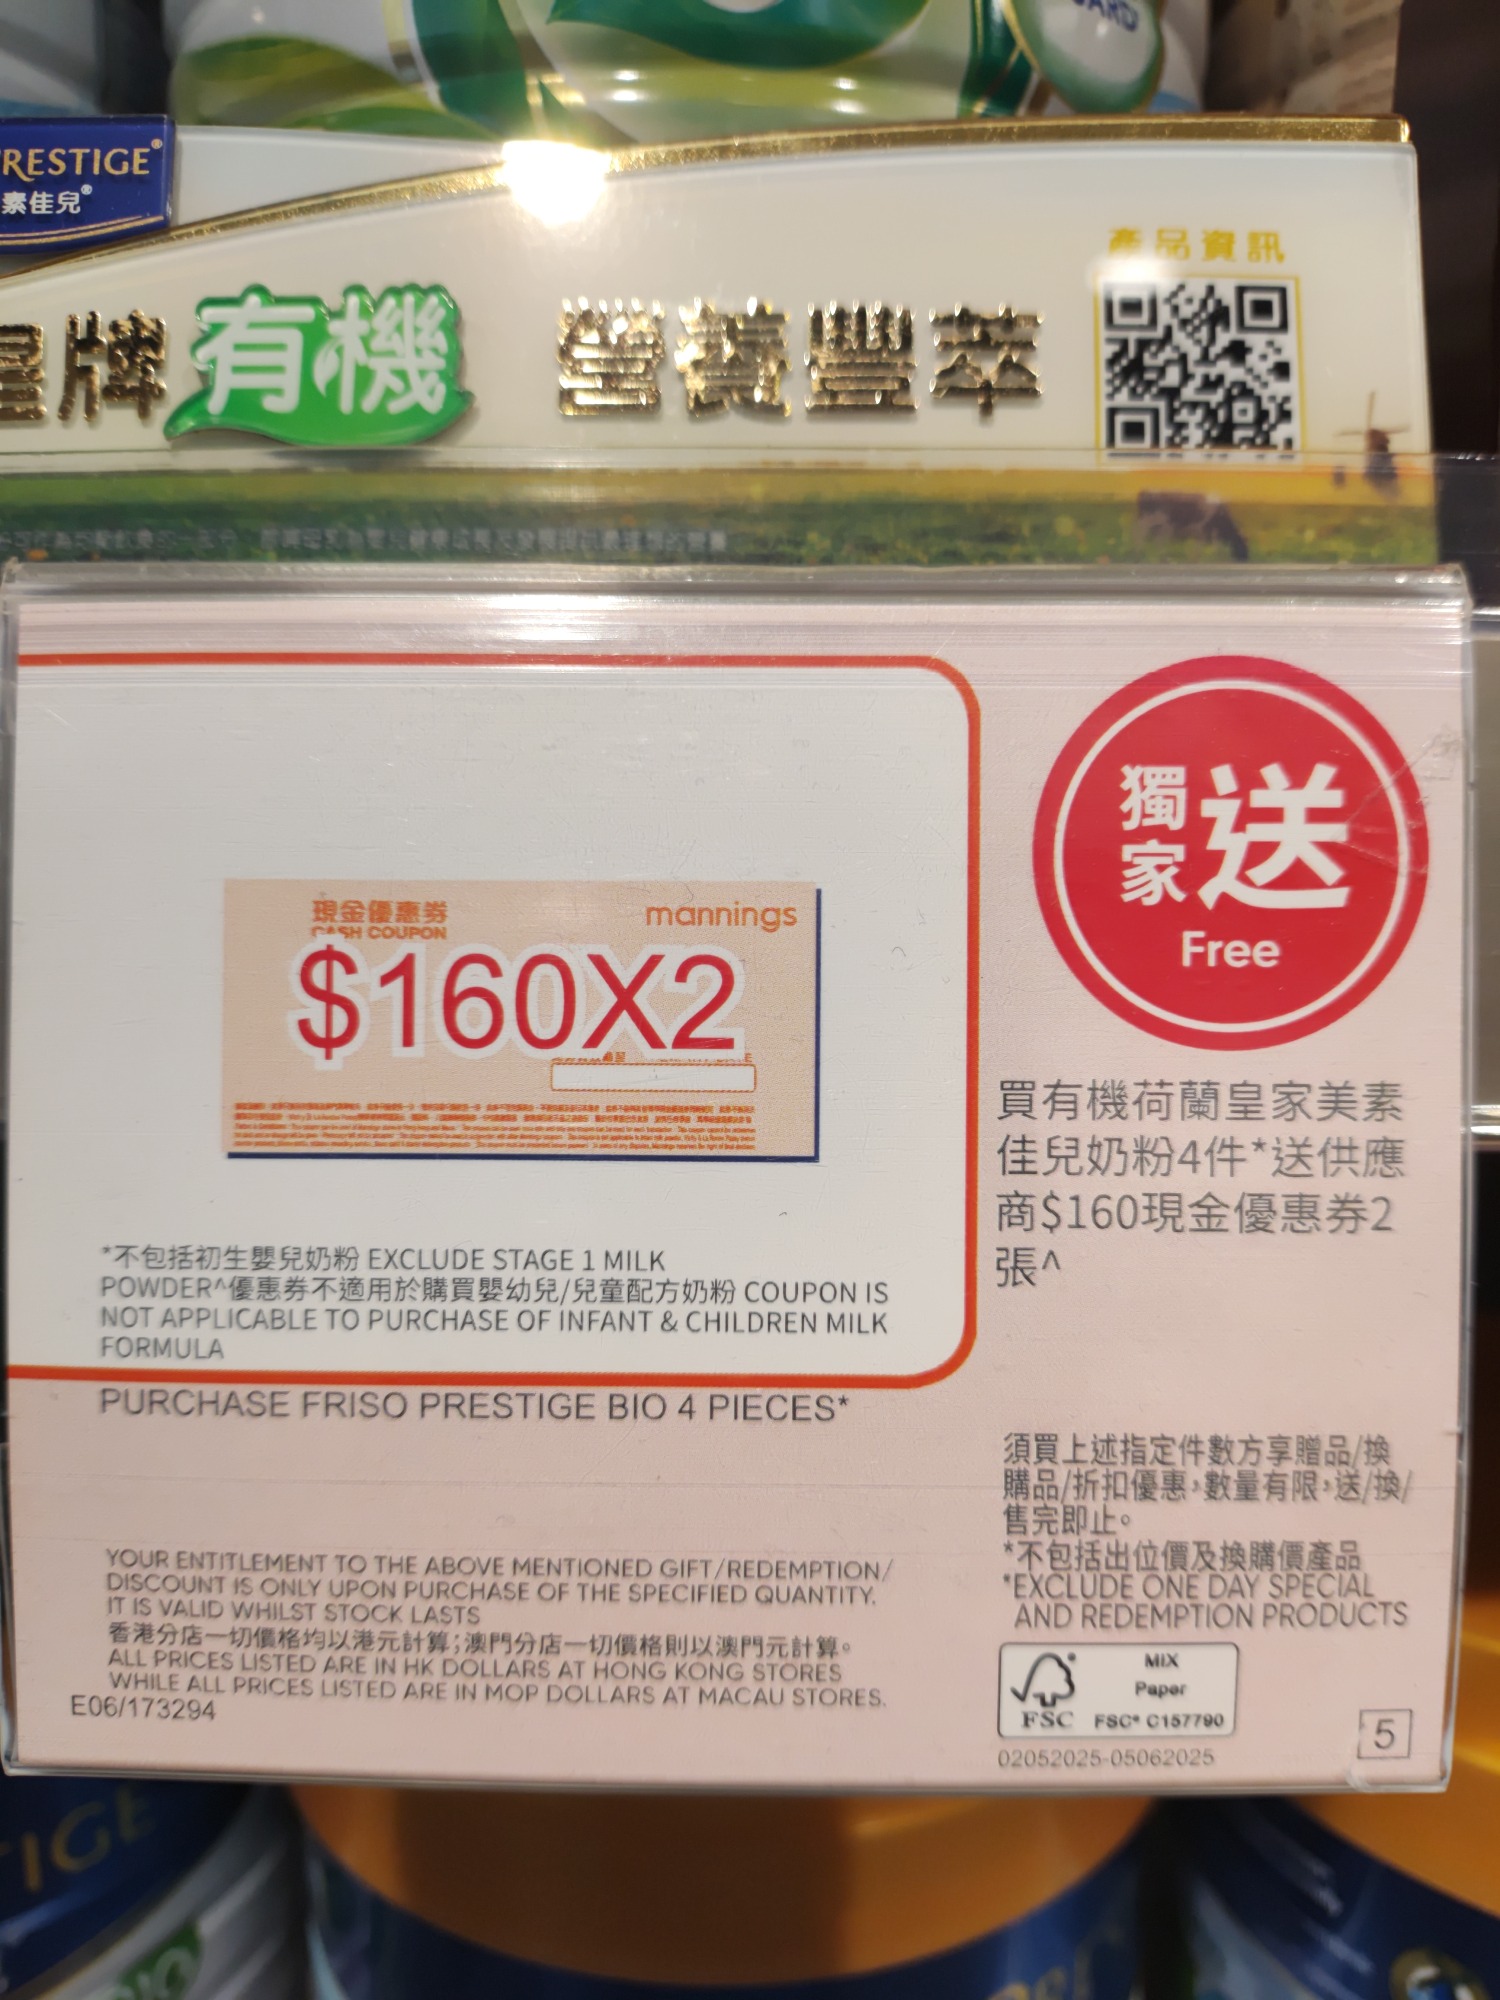 RESTIGE®
素佳兒®
產品資訊
牌有機 營養豐萃
獨家送
Free
現金優惠券
CASH COUPON
mannings
$160X2
買有機荷蘭皇家美素
佳兒奶粉4件*送供應
商$160現金優惠券2
張^
*不包括初生嬰兒奶粉 EXCLUDE STAGE 1 MILK
POWDER^優惠券不適用於購買嬰幼兒/兒童配方奶粉 COUPON IS
NOT APPLICABLE TO PURCHASE OF INFANT & CHILDREN MILK
FORMULA
PURCHASE FRISO PRESTIGE BIO 4 PIECES*
須買上述指定件數方享贈品/換
購品/折扣優惠，數量有限，送/換/
售完即止。
*不包括出位價及換購價產品
*EXCLUDE ONE DAY SPECIAL
AND REDEMPTION PRODUCTS
YOUR ENTITLEMENT TO THE ABOVE MENTIONED GIFT/REDEMPTION/
DISCOUNT IS ONLY UPON PURCHASE OF THE SPECIFIED QUANTITY.
IT IS VALID WHILST STOCK LASTS
香港分店一切價格均以港元計算；澳門分店一切價格則以澳門元計算。
ALL PRICES LISTED ARE IN HK DOLLARS AT HONG KONG STORES
WHILE ALL PRICES LISTED ARE IN MOP DOLLARS AT MACAU STORES.
E06/173294
MIX
Paper
FSC FSC® C157790
02052025-05062025
5
TIGE